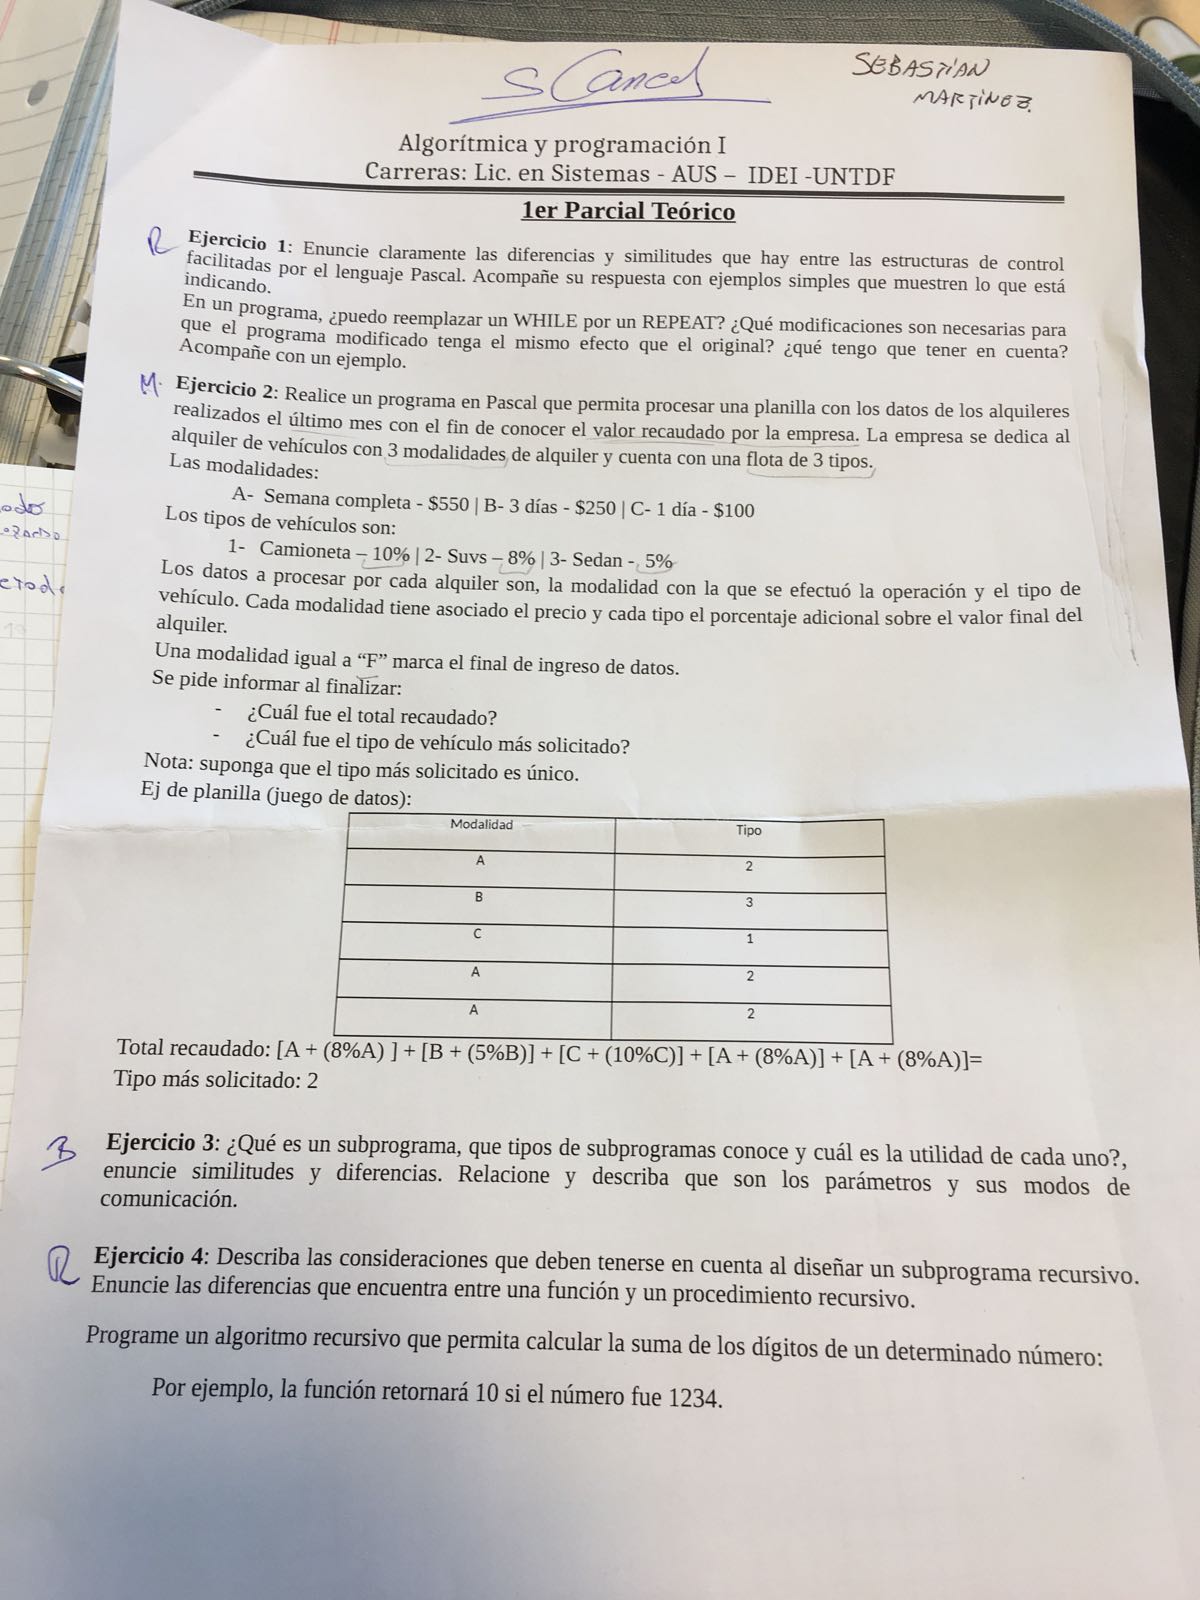 SEBASTIAN
MARTINEZ.
Algorítmica y programación I
Carreras: Lic. en Sistemas - AUS – IDEI -UNTDF
1er Parcial Teórico
R Ejercicio 1: Enuncie claramente las diferencias y similitudes que hay entre las estructuras de control
facilitadas por el lenguaje Pascal. Acompañe su respuesta con ejemplos simples que muestren lo que está
indicando.
En un programa, ¿puedo reemplazar un WHILE por un REPEAT? ¿Qué modificaciones son necesarias para
que el programa modificado tenga el mismo efecto que el original? ¿qué tengo que tener en cuenta?
Acompañe con un ejemplo.
M. Ejercicio 2: Realice un programa en Pascal que permita procesar una planilla con los datos de los alquileres
realizados el último mes con el fin de conocer el valor recaudado por la empresa. La empresa se dedica al
alquiler de vehículos con 3 modalidades de alquiler y cuenta con una flota de 3 tipos.
Las modalidades:
A- Semana completa - $550 | B- 3 días - $250 | C- 1 día - $100
Los tipos de vehículos son:
1- Camioneta – 10% | 2- Suvs – 8% | 3- Sedan - 5%
Los datos a procesar por cada alquiler son, la modalidad con la que se efectuó la operación y el tipo de
vehículo. Cada modalidad tiene asociado el precio y cada tipo el porcentaje adicional sobre el valor final del
alquiler.
Una modalidad igual a “F” marca el final de ingreso de datos.
Se pide informar al finalizar:
- ¿Cuál fue el total recaudado?
- ¿Cuál fue el tipo de vehículo más solicitado?
Nota: suponga que el tipo más solicitado es único.
Ej de planilla (juego de datos):
Modalidad Tipo
A 2
B 3
C 1
A 2
A 2
Total recaudado: [A + (8%A) ] + [B + (5%B)] + [C + (10%C)] + [A + (8%A)] + [A + (8%A)]=
Tipo más solicitado: 2
B Ejercicio 3: ¿Qué es un subprograma, que tipos de subprogramas conoce y cuál es la utilidad de cada uno?,
enuncie similitudes y diferencias. Relacione y describa que son los parámetros y sus modos de
comunicación.
R Ejercicio 4: Describa las consideraciones que deben tenerse en cuenta al diseñar un subprograma recursivo.
Enuncie las diferencias que encuentra entre una función y un procedimiento recursivo.
Programe un algoritmo recursivo que permita calcular la suma de los dígitos de un determinado número:
Por ejemplo, la función retornará 10 si el número fue 1234.